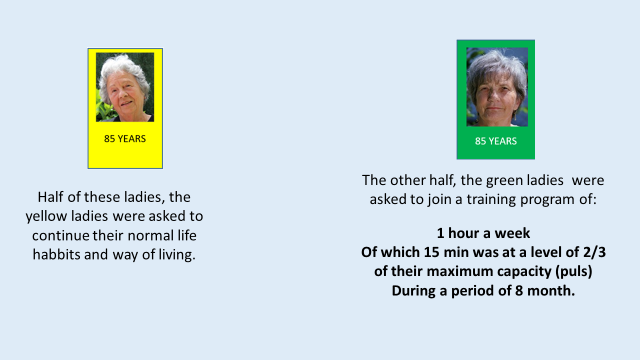 85 YEARS
Half of these ladies, the
yellow ladies were asked to
continue their normal life
habbits and way of living.
85 YEARS
The other half, the green ladies were
asked to join a training program of:
1 hour a week
Of which 15 min was at a level of 2/3
of their maximum capacity (puls)
During a period of 8 month.